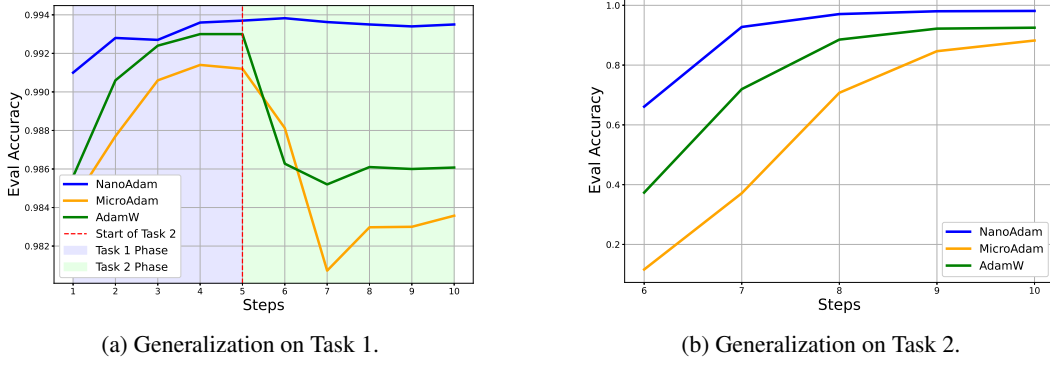 0.994
0.992
0.990
0.988
0.986
0.984
0.982
Eval Accuracy
NanoAdam
MicroAdam
AdamW
Start of Task 2
Task 1 Phase
Task 2 Phase
1 2 3 4 5 6 7 8 9 10
Steps
(a) Generalization on Task 1.
1.0
0.8
0.6
0.4
0.2
Eval Accuracy
NanoAdam
MicroAdam
AdamW
6 7 8 9 10
Steps
(b) Generalization on Task 2.